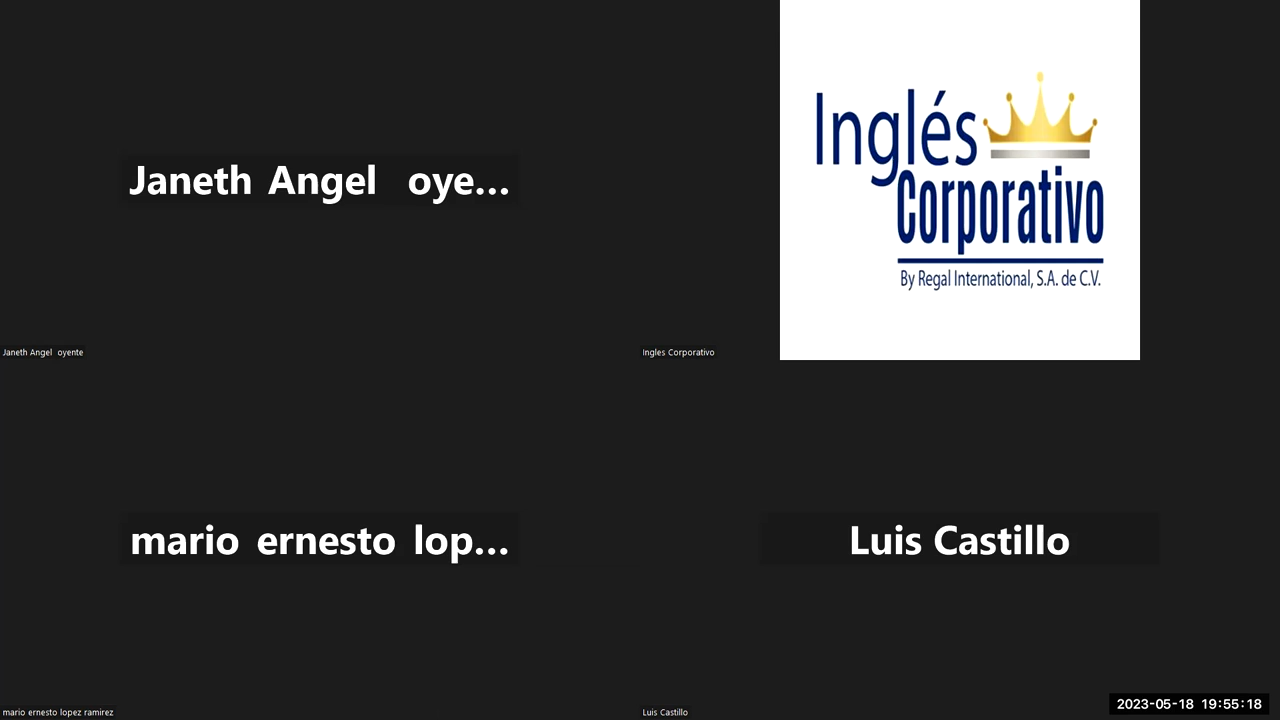 Janeth Angel oye...
Janeth Angel oyente
Inglés
Corporativo
By Regal International, S.A. de C.V.
Ingles Corporativo
mario ernesto lop...
mario ernesto lopez ramirez
Luis Castillo
Luis Castillo
2023-05-18 19:55:18